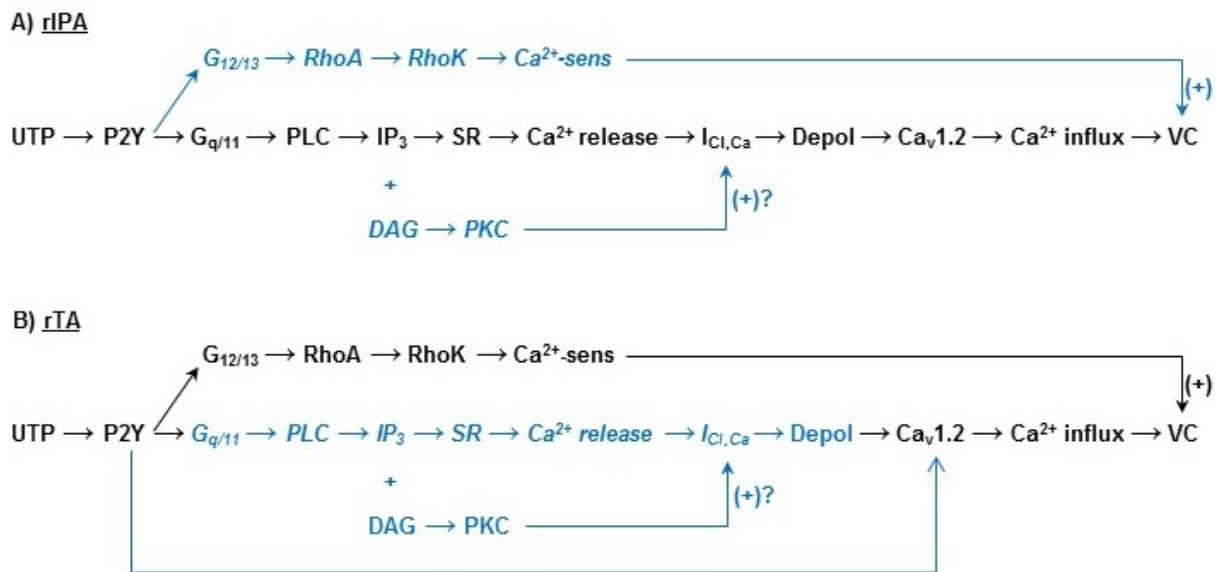 A) rIPA
G12/13 → RhoA → RhoK → Ca²⁺-sens
(+)
UTP → P2Y → Gq/11 → PLC → IP₃ → SR → Ca²⁺ release → ICl,Ca → Depol → Caᵥ1.2 → Ca²⁺ influx → VC
+
(+)?
DAG → PKC
B) rTA
G12/13 → RhoA → RhoK → Ca²⁺-sens
(+)
UTP → P2Y → Gq/11 → PLC → IP₃ → SR → Ca²⁺ release → ICl,Ca → Depol → Caᵥ1.2 → Ca²⁺ influx → VC
+
(+)?
DAG → PKC